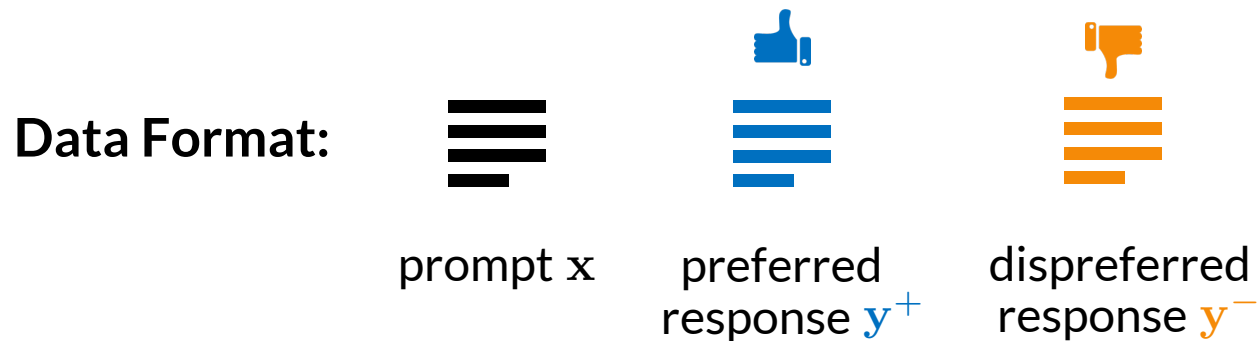 Data Format:
prompt x
preferred
response y⁺
dispreferred
response y⁻